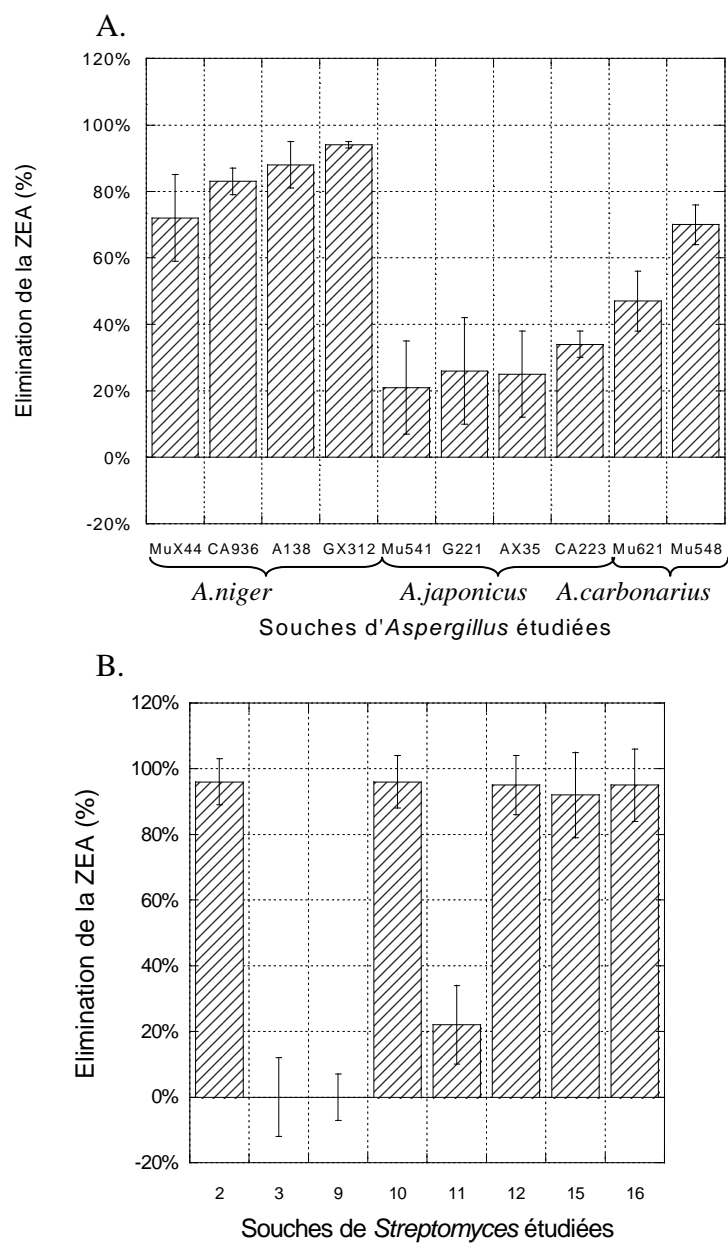 A.
120%
100%
80%
60%
40%
20%
0%
-20%
Elimination de la ZEA (%)
MuX44 CA936 A138 GX312 Mu541 G221 AX35 CA223 Mu621 Mu548
A.niger A.japonicus A.carbonarius
Souches d'Aspergillus étudiées
B.
120%
100%
80%
60%
40%
20%
0%
-20%
Elimination de la ZEA (%)
2 3 9 10 11 12 15 16
Souches de Streptomyces étudiées